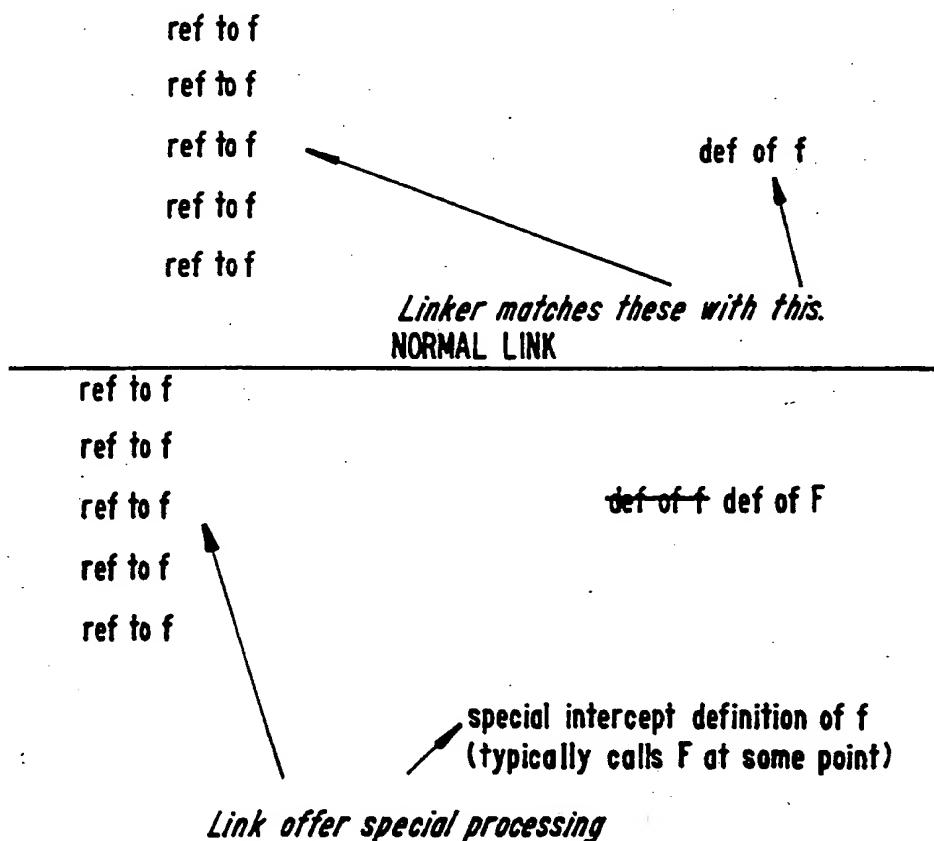 ref to f
ref to f
ref to f
def of f
ref to f
ref to f
Linker matches these with this.
NORMAL LINK
ref to f
ref to f
ref to f
def of f def of F
ref to f
ref to f
special intercept definition of f
(typically calls F at some point)
Link offer special processing